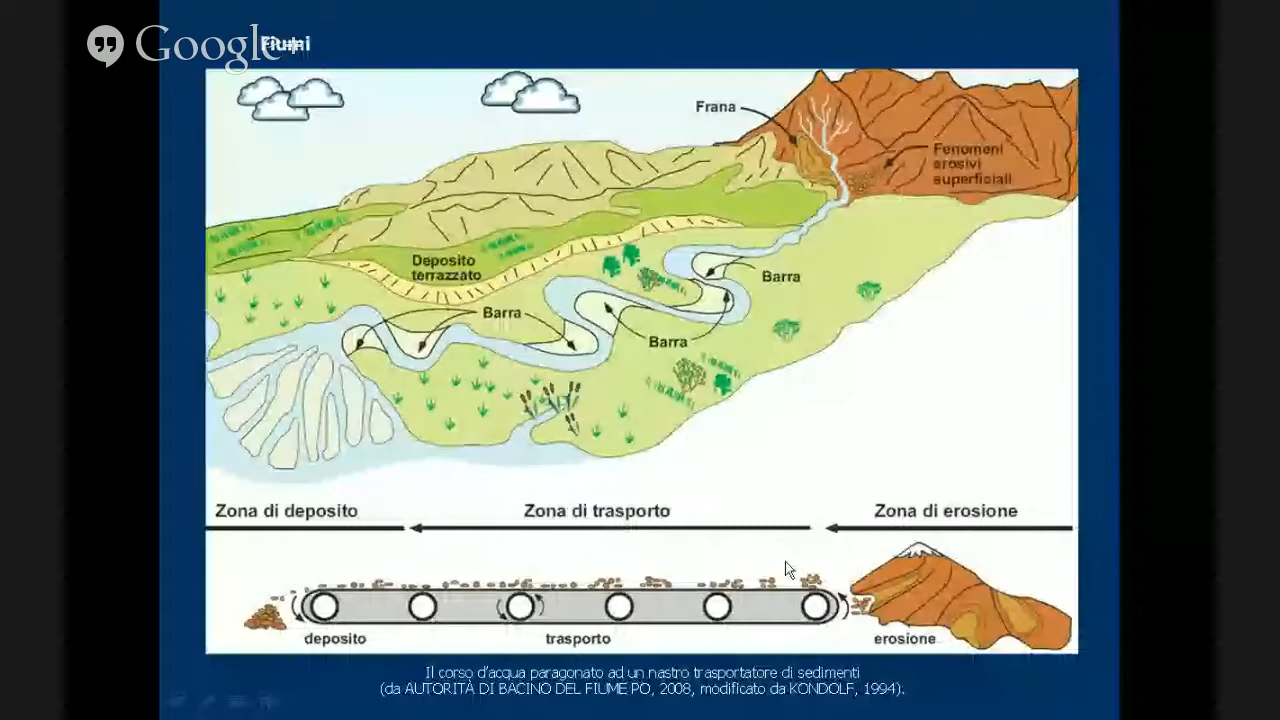 Google+
Fiumi
Frana
Fenomeni
erosivi
superficiali
Deposito
terrazzato
Barra
Barra
Barra
Zona di deposito
Zona di trasporto
Zona di erosione
deposito
trasporto
erosione
Il corso d'acqua paragonato ad un nastro trasportatore di sedimenti
(da AUTORITÀ DI BACINO DEL FIUME PO, 2008, modificato da KONDOLF, 1994).